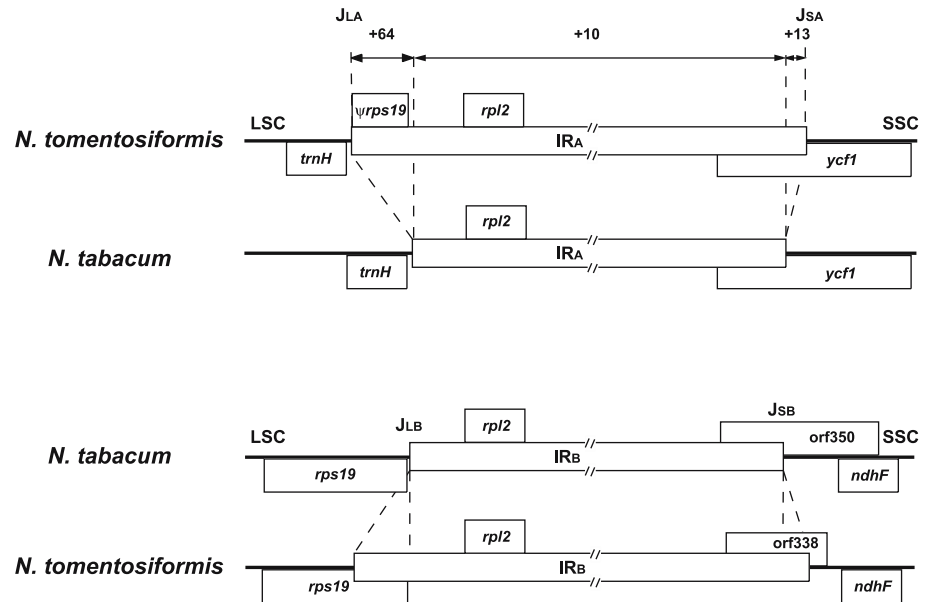 JLA JSA
+64 +10 +13
ψrps19 rpl2
LSC SSC
N. tomentosiformis IRA
trnH ycf1
rpl2
N. tabacum IRA
trnH ycf1
JLB JSB
rpl2
LSC orf350 SSC
N. tabacum IRB
rps19 ndhF
rpl2 orf338
N. tomentosiformis IRB
rps19 ndhF